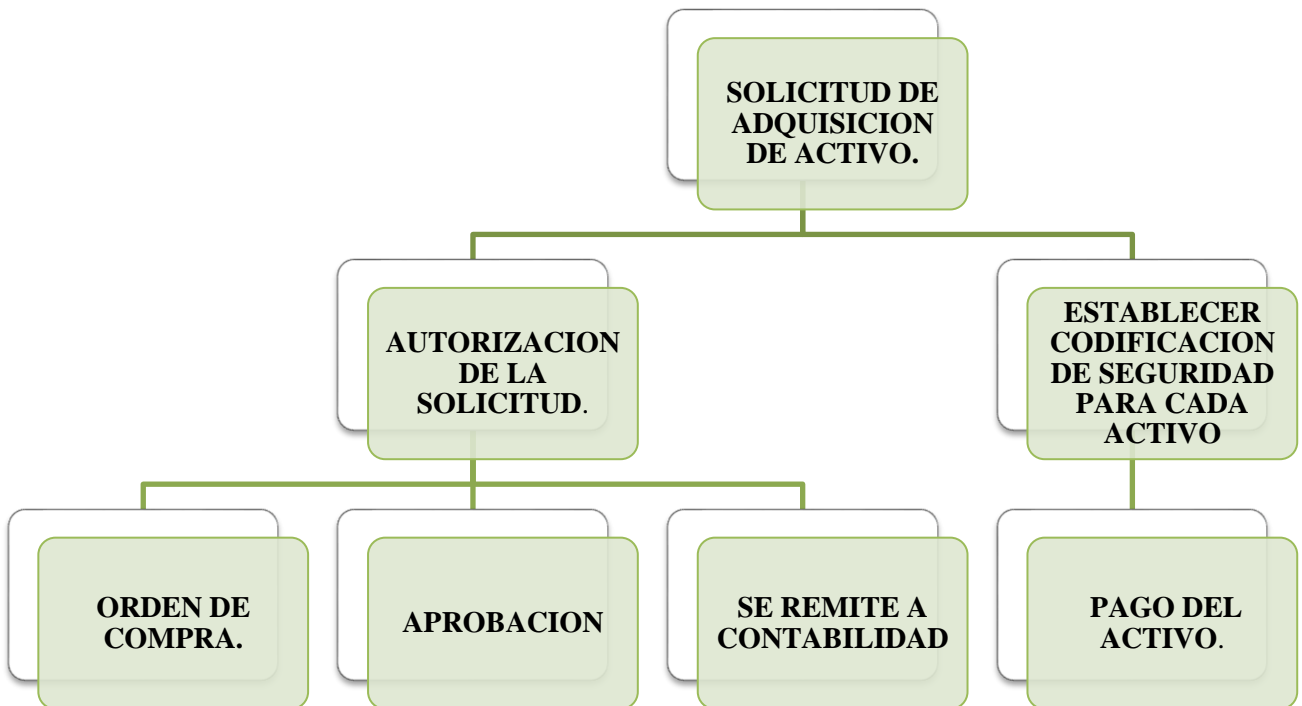 SOLICITUD DE
ADQUISICION
DE ACTIVO.
AUTORIZACION
DE LA
SOLICITUD.
ESTABLECER
CODIFICACION
DE SEGURIDAD
PARA CADA
ACTIVO
ORDEN DE
COMPRA.
APROBACION
SE REMITE A
CONTABILIDAD
PAGO DEL
ACTIVO.